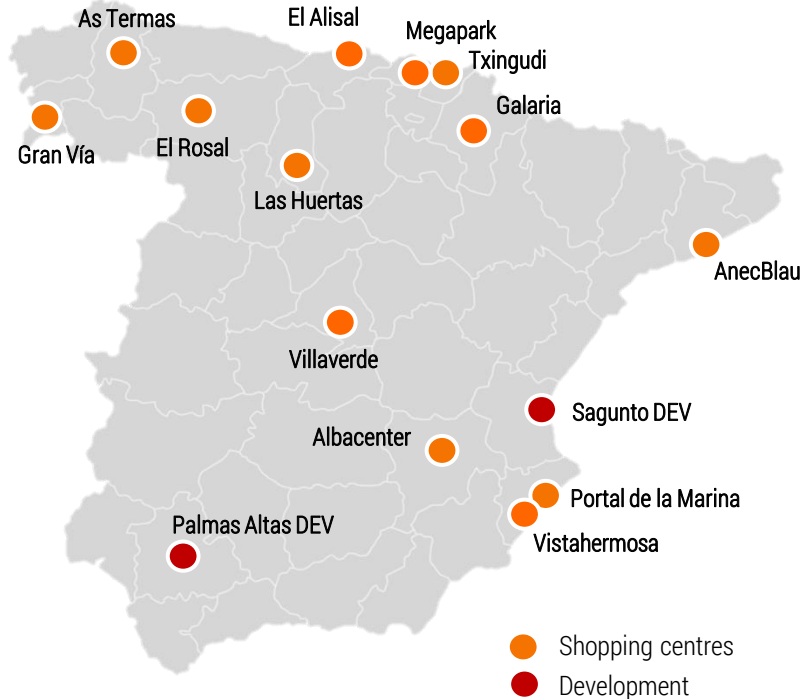 As Termas
El Alisal
Megapark
Txingudi
Galaria
Gran Vía
El Rosal
Las Huertas
AnecBlau
Villaverde
Sagunto DEV
Albacenter
Portal de la Marina
Palmas Altas DEV
Vistahermosa
Shopping centres
Development